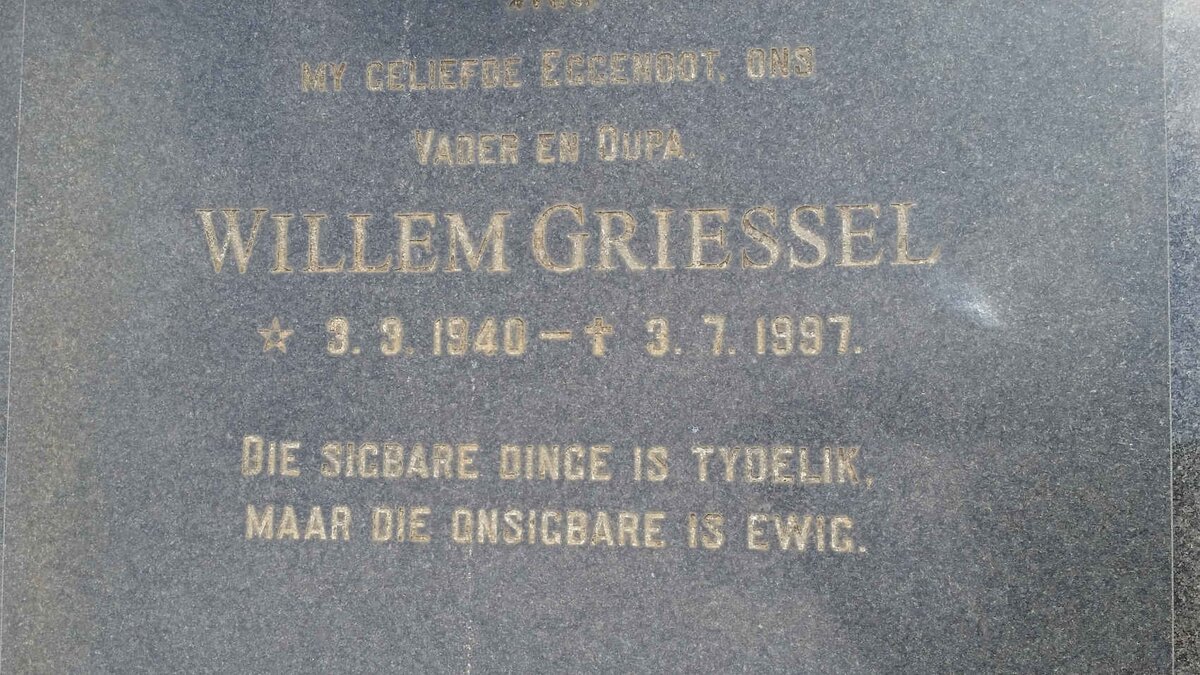 My geliefde Eggenoot, ons
Vader en Oupa
Willem Griessel
☆ 3. 3. 1940 – ✝ 3. 7. 1997.
Die sigbare dinge is tydelik,
maar die onsigbare is ewig.